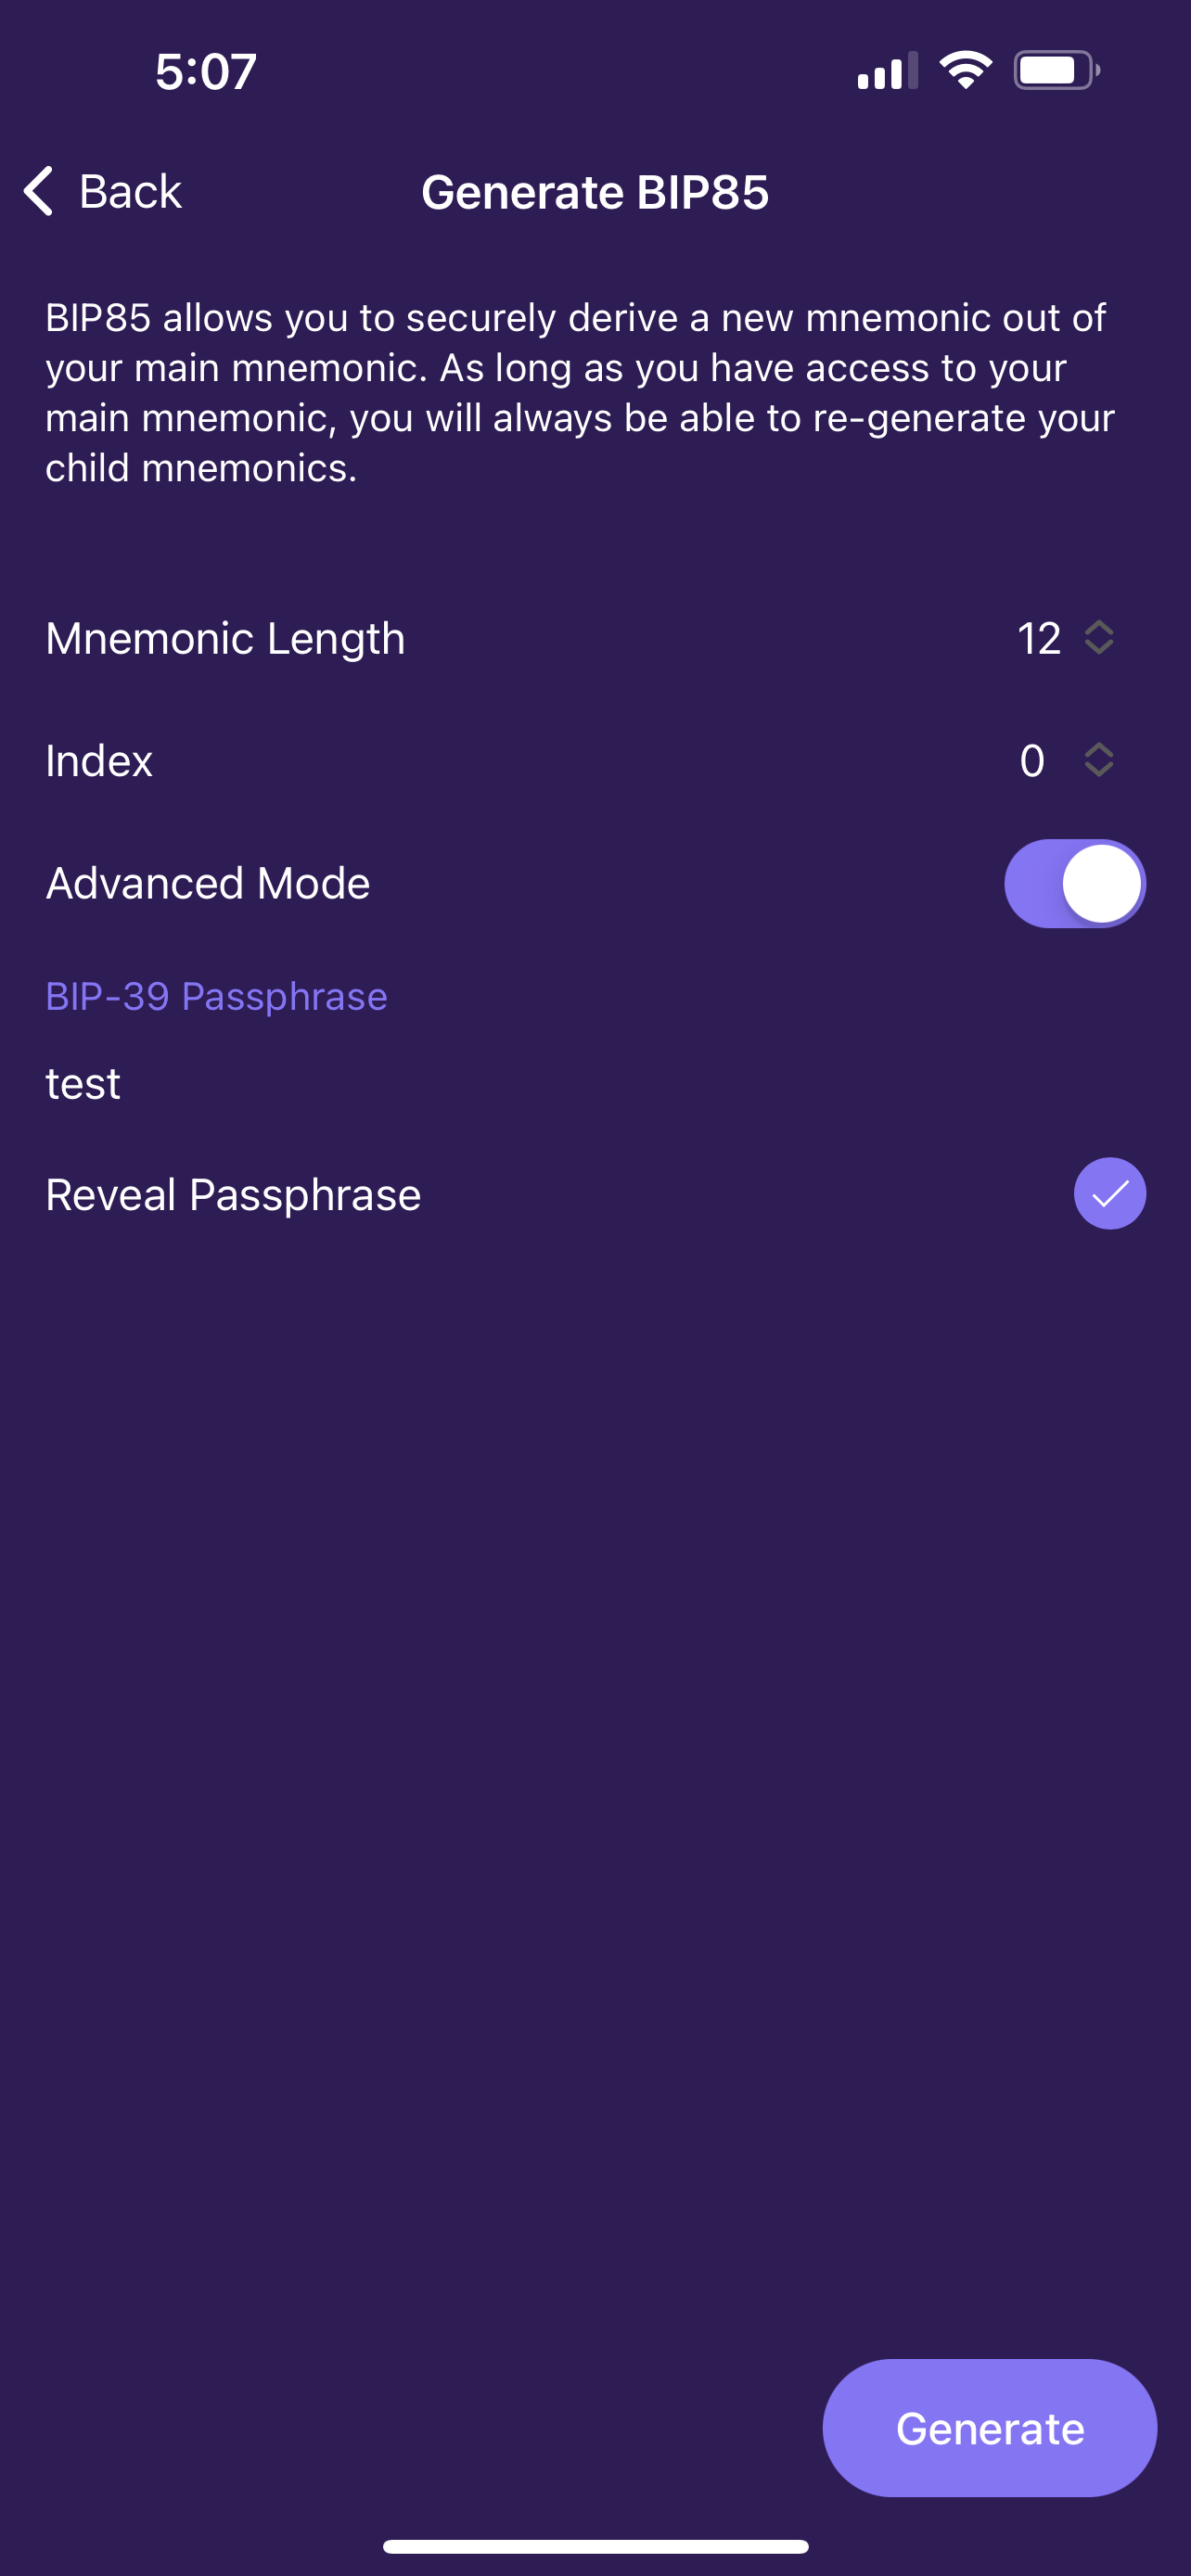 5:07
Back
Generate BIP85
BIP85 allows you to securely derive a new mnemonic out of
your main mnemonic. As long as you have access to your
main mnemonic, you will always be able to re-generate your
child mnemonics.
Mnemonic Length 12
Index 0
Advanced Mode
BIP-39 Passphrase
test
Reveal Passphrase
Generate